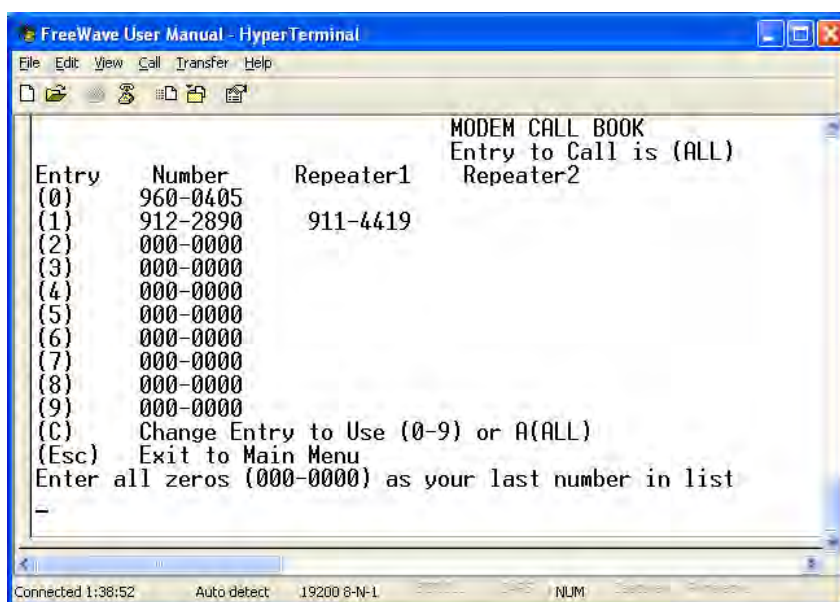 FreeWave User Manual - HyperTerminal
File Edit View Call Transfer Help
MODEM CALL BOOK
Entry to Call is (ALL)
Entry Number Repeater1 Repeater2
(0) 960-0405
(1) 912-2890 911-4419
(2) 000-0000
(3) 000-0000
(4) 000-0000
(5) 000-0000
(6) 000-0000
(7) 000-0000
(8) 000-0000
(9) 000-0000
(C) Change Entry to Use (0-9) or A(ALL)
(Esc) Exit to Main Menu
Enter all zeros (000-0000) as your last number in list
Connected 1:38:52 Auto detect 19200 8-N-1 NUM